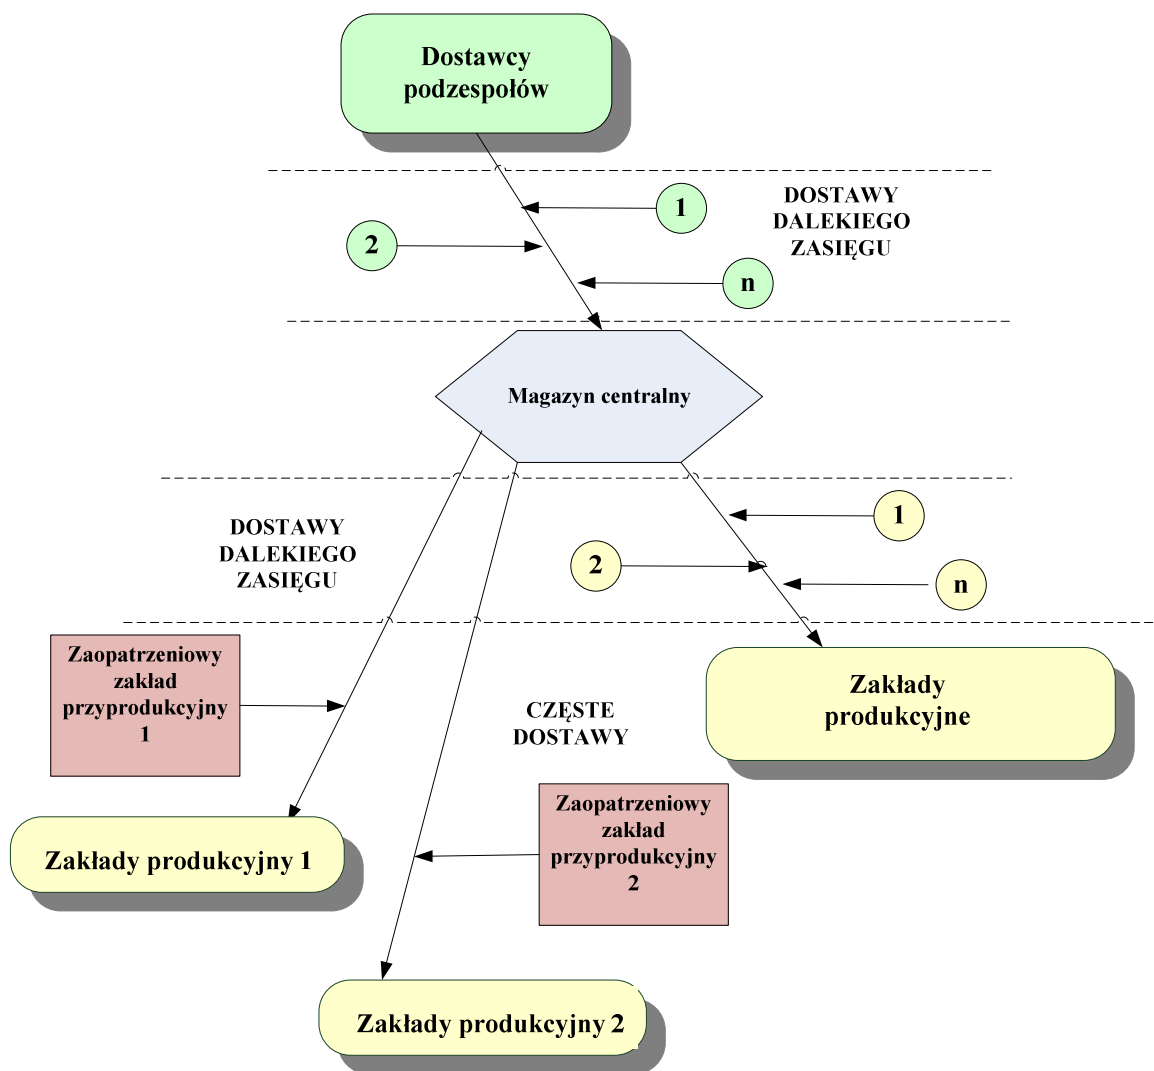 Dostawcy
podzespołów
1
DOSTAWY
DALEKIEGO
ZASIĘGU
2
n
Magazyn centralny
DOSTAWY
DALEKIEGO
ZASIĘGU
1
2
n
Zaopatrzeniowy
zakład
przyprodukcyjny
1
Zakłady
produkcyjne
CZĘSTE
DOSTAWY
Zaopatrzeniowy
zakład
przyprodukcyjny
2
Zakłady produkcyjny 1
Zakłady produkcyjny 2